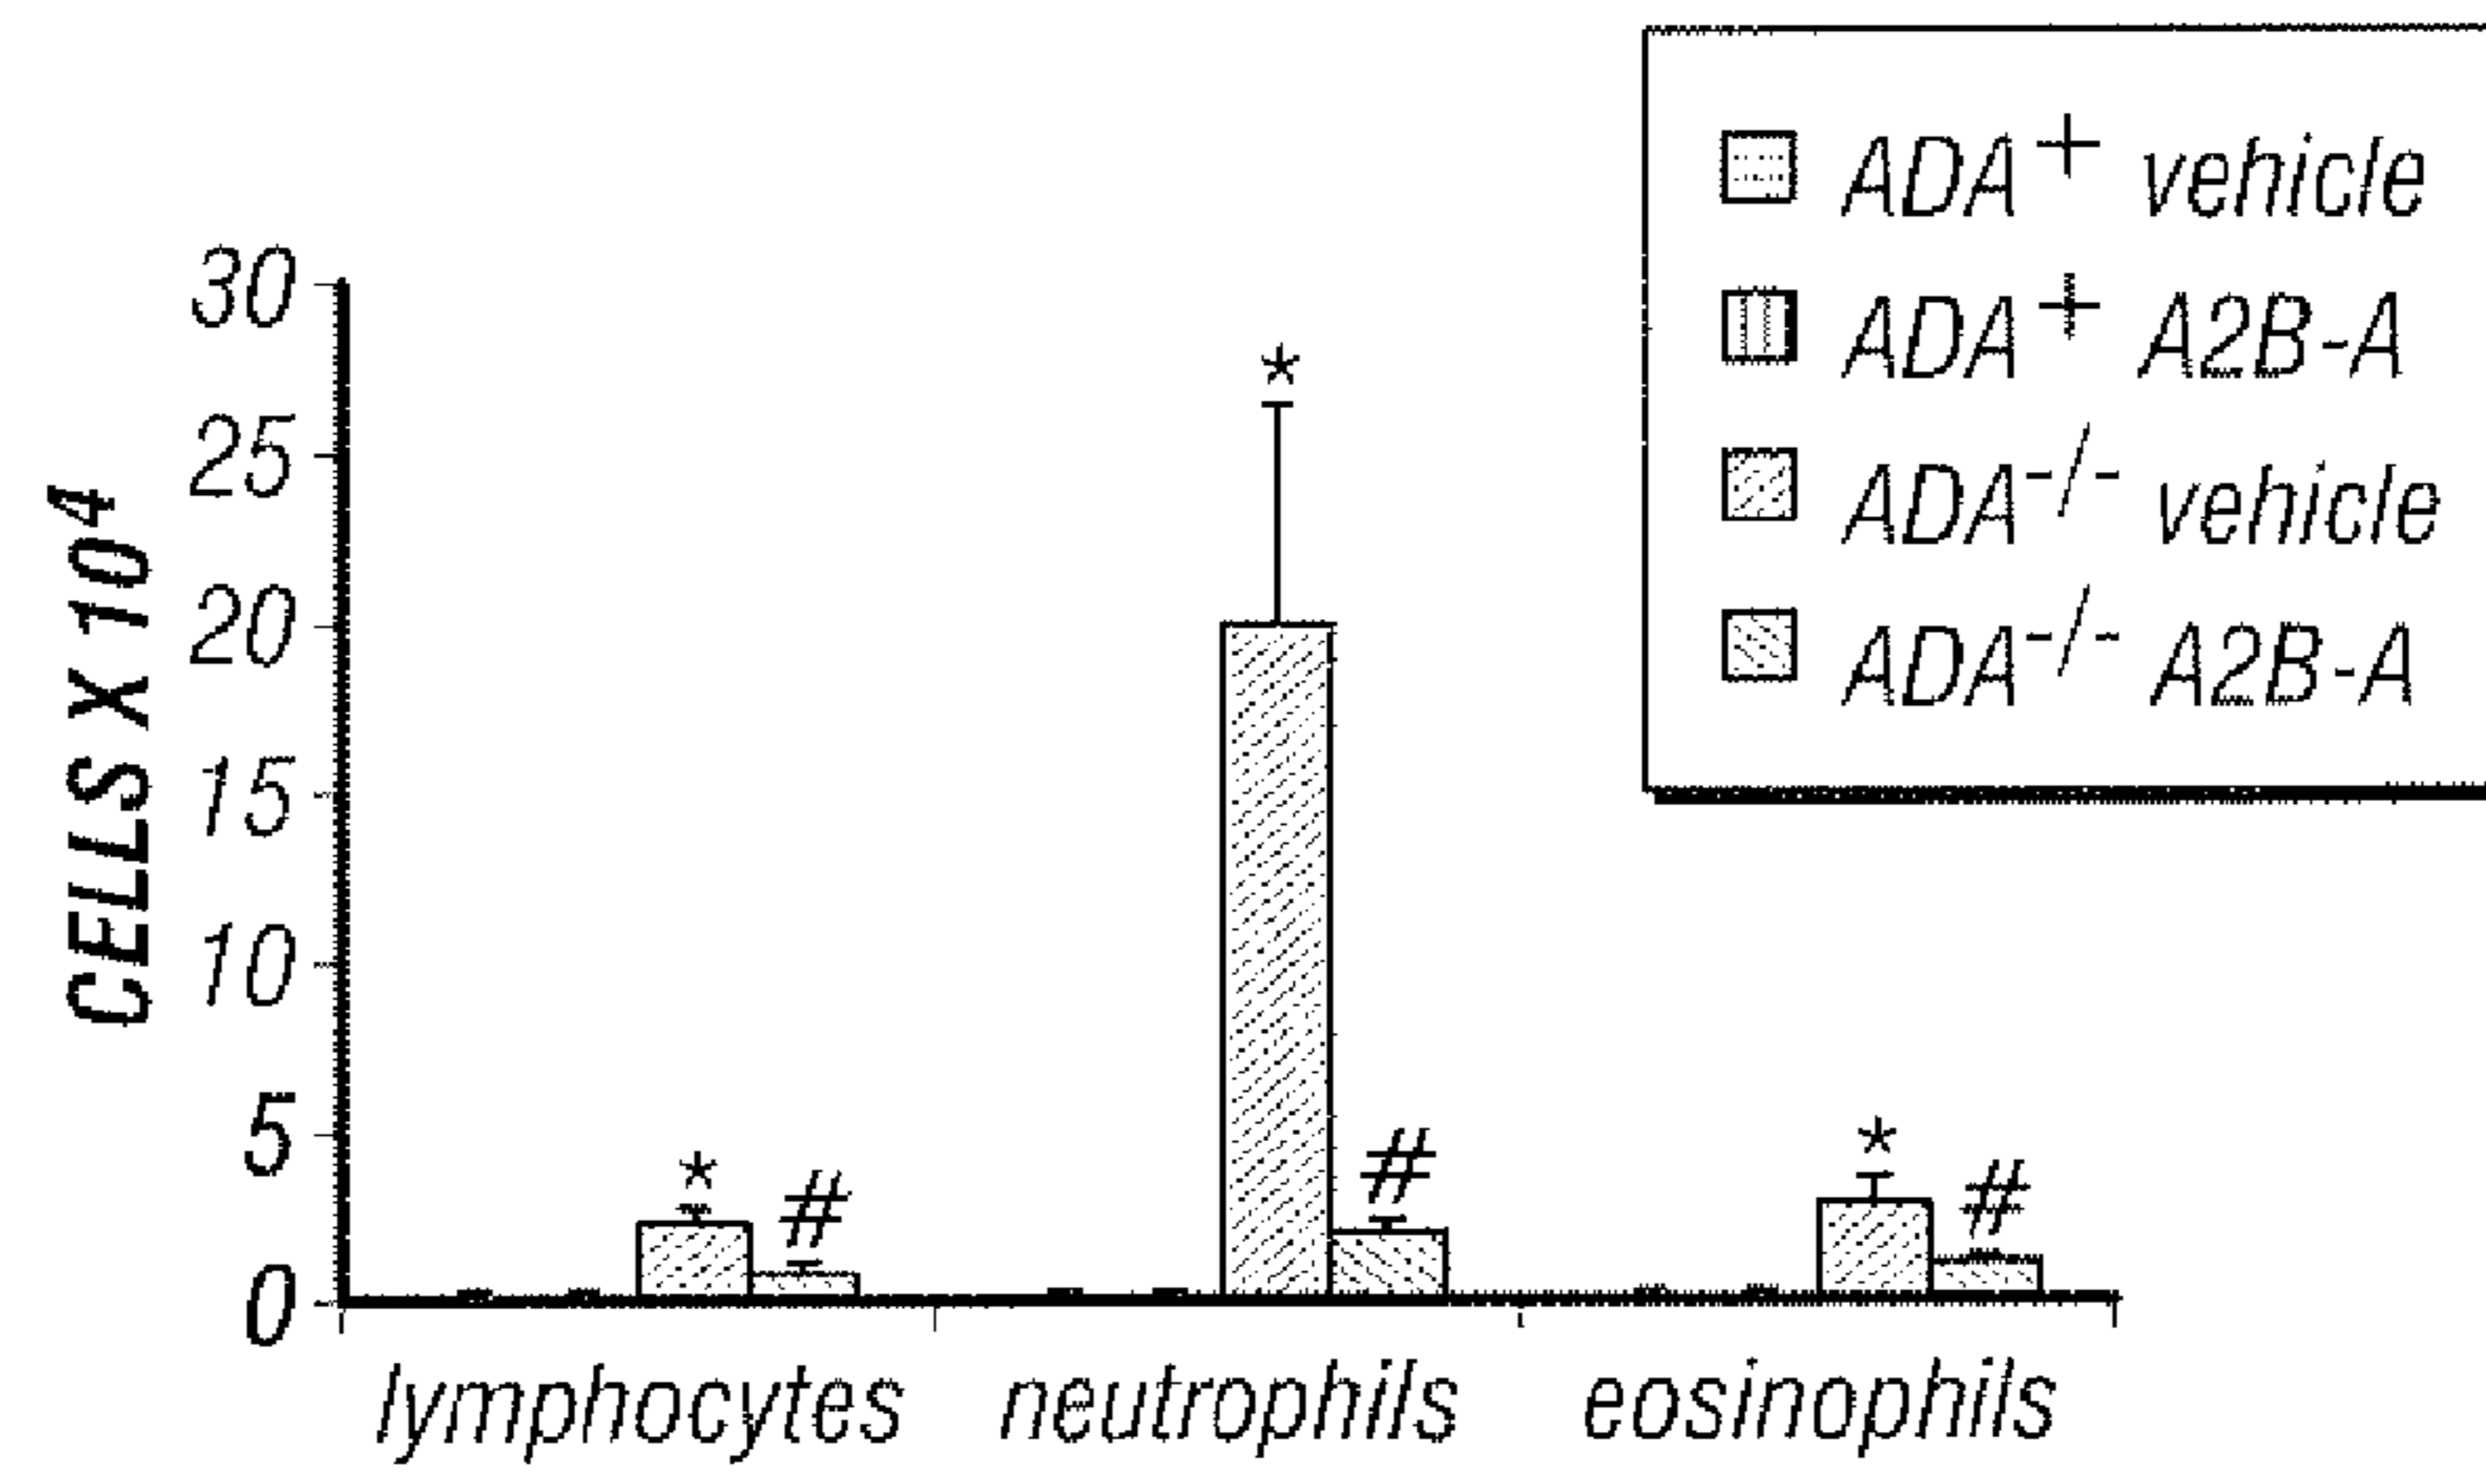 ADA+ vehicle
ADA+ A2B-A
ADA-/- vehicle
ADA-/- A2B-A
CELLS X 104
30
25
20
15
10
5
0
*
#
*
#
*
#
lymphocytes neutrophils eosinophils